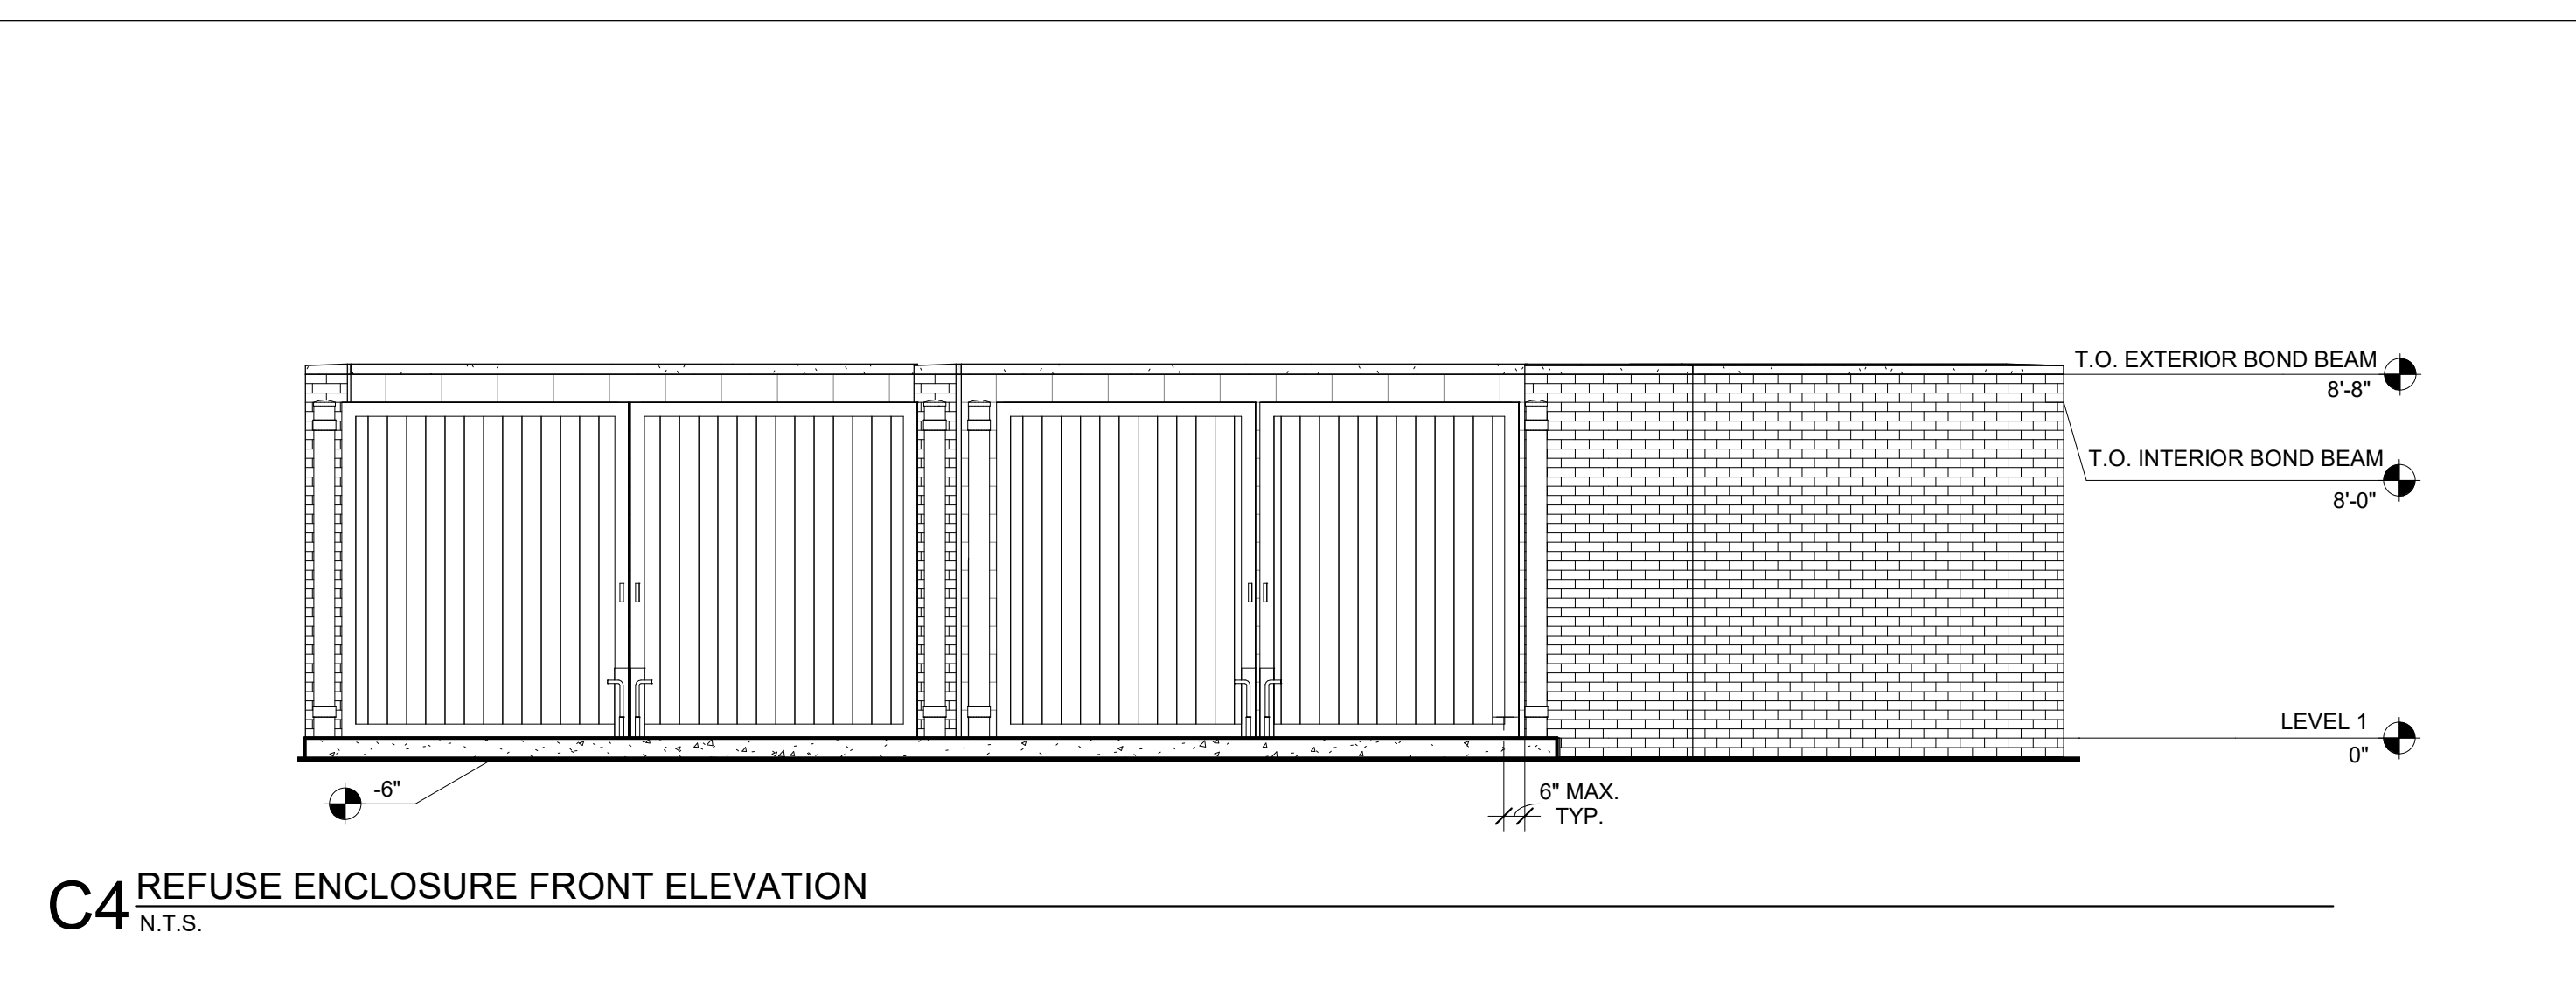 T.O. EXTERIOR BOND BEAM
8'-8"
T.O. INTERIOR BOND BEAM
8'-0"
LEVEL 1
0"
-6"
6" MAX.
TYP.
C4 REFUSE ENCLOSURE FRONT ELEVATION
N.T.S.